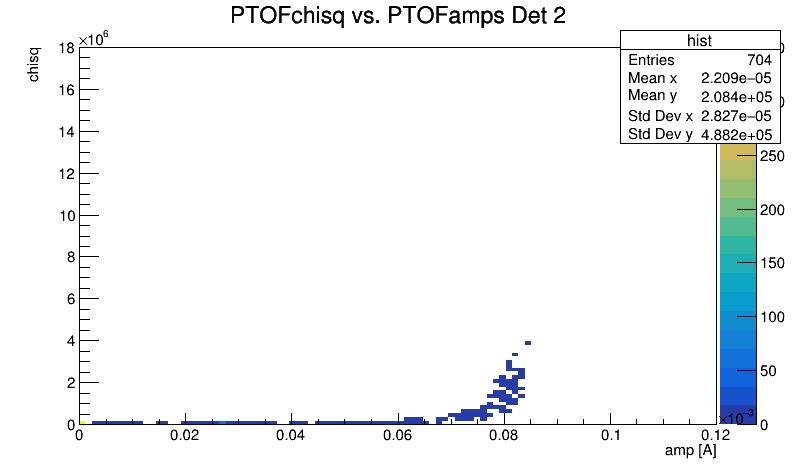 PTOFchisq vs. PTOFamps Det 2
×10⁶
chisq
hist
Entries 704
Mean x 2.209e−05
Mean y 2.084e+05
Std Dev x 2.827e−05
Std Dev y 4.882e+05
18
16
14
12
10
8
6
4
2
0
250
200
150
100
50
0
×10⁻³
0 0.02 0.04 0.06 0.08 0.1 0.12
amp [A]